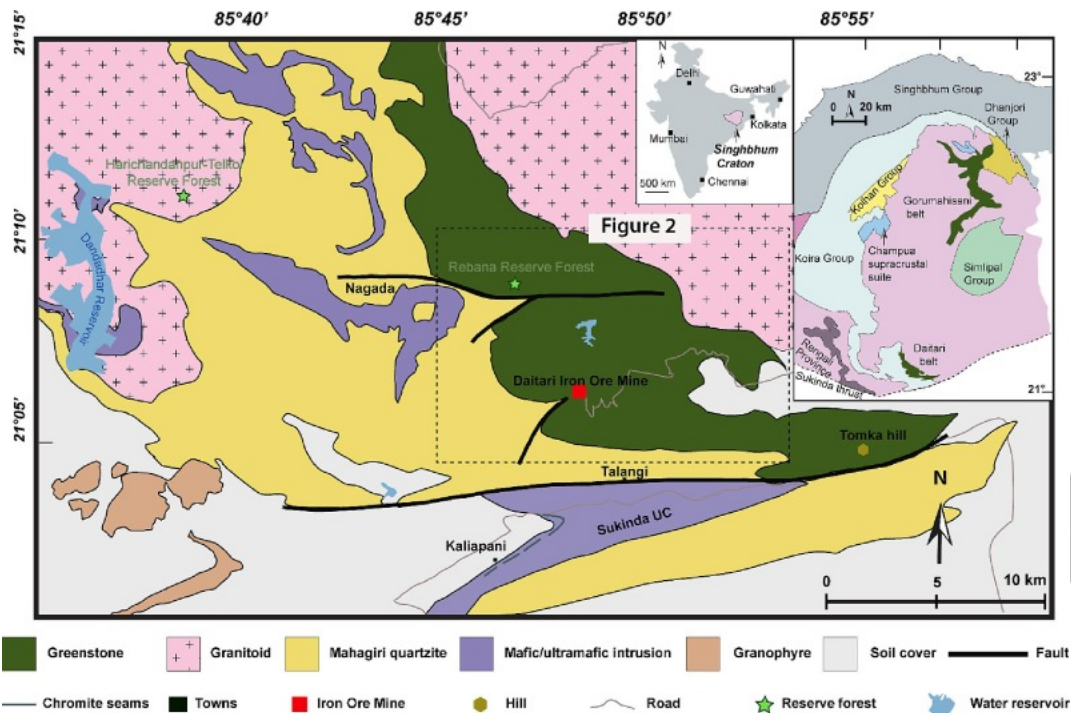 85°40' 85°45' 85°50' 85°55'
21°15'
21°10'
21°05'
Harichandanpur-Telkoi
Reserve Forest
Dandadhar Reservoir
Nagada
Rebana Reserve Forest
Figure 2
Daitari Iron Ore Mine
Tomka hill
Talangi
Sukinda UC
Kaliapani
N
0 5 10 km
N
Delhi
Guwahati
Kolkata
Mumbai
Singhbhum
Craton
Chennai
500 km
23°
Singhbhum Group
N
0 20 km
Dhanjori
Group
Kolhan Group
Gorumahisani
belt
Koira Group
Champua
supracrustal
suite
Simlipal
Group
Rengali
Province
Daitari
belt
Sukinda thrust
21°
Greenstone Granitoid Mahagiri quartzite Mafic/ultramafic intrusion Granophyre Soil cover Fault
Chromite seams Towns Iron Ore Mine Hill Road Reserve forest Water reservoir